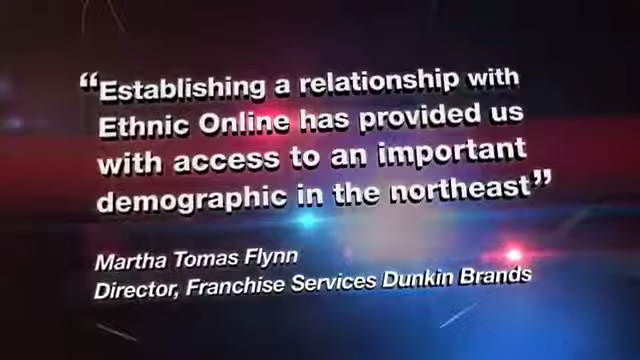 “Establishing a relationship with
Ethnic Online has provided us
with access to an important
demographic in the northeast”
Martha Tomas Flynn
Director, Franchise Services Dunkin Brands